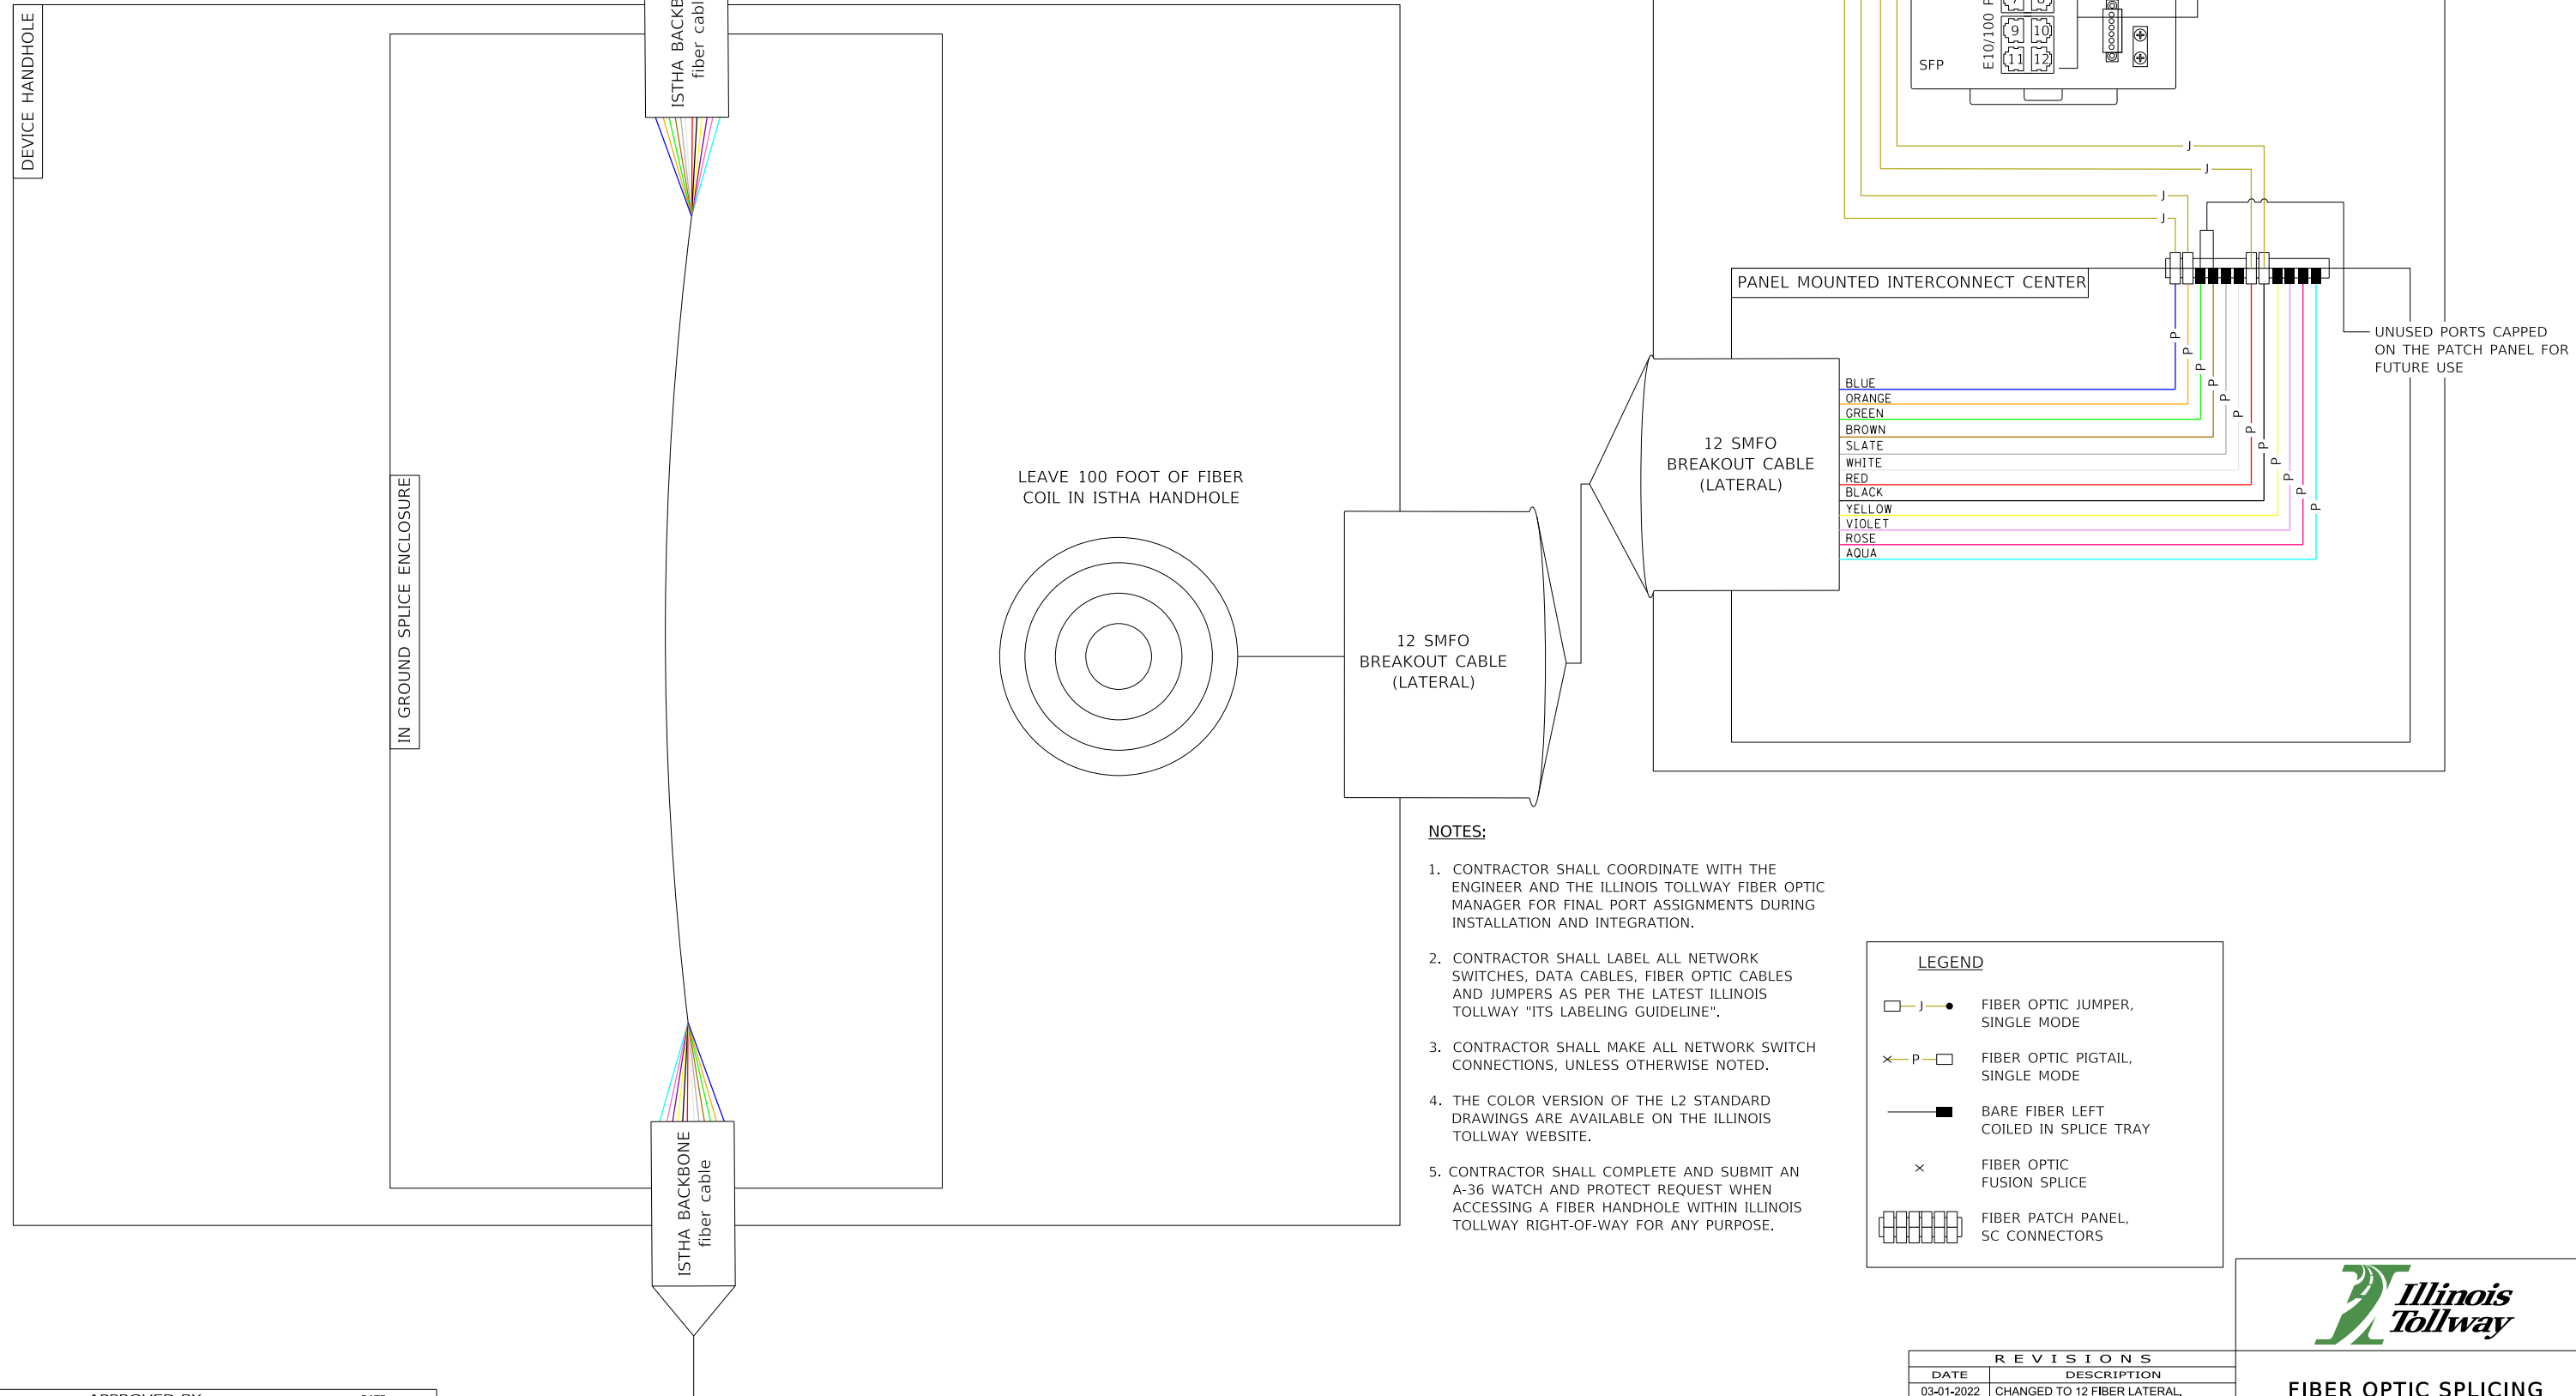 DEVICE HANDHOLE
ISTHA
fiber
IN GROUND SPLICE ENCLOSURE
ISTHA BACKBONE
fiber cable
LEAVE 100 FOOT OF FIBER
COIL IN ISTHA HANDHOLE
12 SMFO
BREAKOUT CABLE
(LATERAL)
SFP
E10/100
9 10
11 12
J
J
J
J
PANEL MOUNTED INTERCONNECT CENTER
UNUSED PORTS CAPPED
ON THE PATCH PANEL FOR
FUTURE USE
P
P
P
P
P
P
P
P
P
P
P
P
12 SMFO
BREAKOUT CABLE
(LATERAL)
BLUE
ORANGE
GREEN
BROWN
SLATE
WHITE
RED
BLACK
YELLOW
VIOLET
ROSE
AQUA
NOTES:
1. CONTRACTOR SHALL COORDINATE WITH THE
ENGINEER AND THE ILLINOIS TOLLWAY FIBER OPTIC
MANAGER FOR FINAL PORT ASSIGNMENTS DURING
INSTALLATION AND INTEGRATION.
2. CONTRACTOR SHALL LABEL ALL NETWORK
SWITCHES, DATA CABLES, FIBER OPTIC CABLES
AND JUMPERS AS PER THE LATEST ILLINOIS
TOLLWAY "ITS LABELING GUIDELINE".
3. CONTRACTOR SHALL MAKE ALL NETWORK SWITCH
CONNECTIONS, UNLESS OTHERWISE NOTED.
4. THE COLOR VERSION OF THE L2 STANDARD
DRAWINGS ARE AVAILABLE ON THE ILLINOIS
TOLLWAY WEBSITE.
5. CONTRACTOR SHALL COMPLETE AND SUBMIT AN
A-36 WATCH AND PROTECT REQUEST WHEN
ACCESSING A FIBER HANDHOLE WITHIN ILLINOIS
TOLLWAY RIGHT-OF-WAY FOR ANY PURPOSE.
LEGEND
J FIBER OPTIC JUMPER,
SINGLE MODE
P FIBER OPTIC PIGTAIL,
SINGLE MODE
BARE FIBER LEFT
COILED IN SPLICE TRAY
FIBER OPTIC
FUSION SPLICE
FIBER PATCH PANEL,
SC CONNECTORS
Illinois
Tollway
REVISIONS
DATE DESCRIPTION
03-01-2022 CHANGED TO 12 FIBER LATERAL.
FIBER OPTIC SPLICING